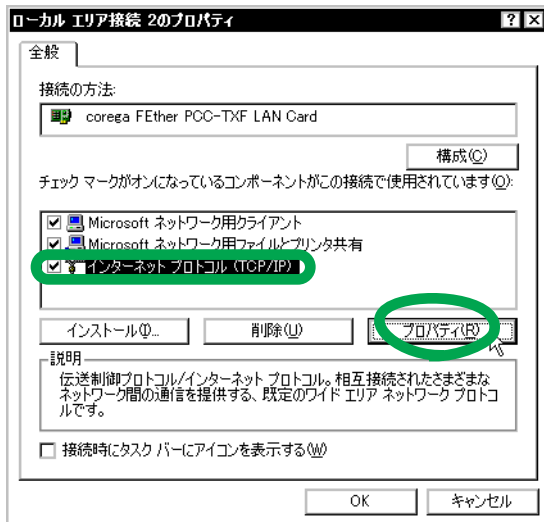 ローカル エリア接続 2のプロパティ
全般
接続の方法:
corega FEther PCC-TXF LAN Card
構成(C)
チェック マークがオンになっているコンポーネントがこの接続で使用されています(O):
Microsoft ネットワーク用クライアント
Microsoft ネットワーク用ファイルとプリンタ共有
インターネット プロトコル (TCP/IP)
インストール(I)... 削除(U) プロパティ(R)
説明
伝送制御プロトコル/インターネット プロトコル。相互接続されたさまざまな
ネットワーク間の通信を提供する、既定のワイド エリア ネットワーク プロトコ
ルです。
接続時にタスク バーにアイコンを表示する(W)
OK キャンセル